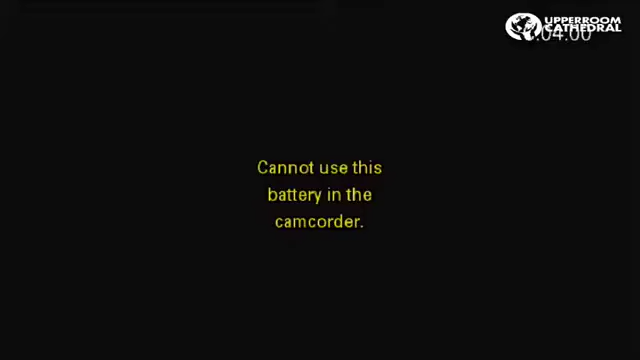 UPPERROOM
CATHEDRAL
:04:00
Cannot use this
battery in the
camcorder.